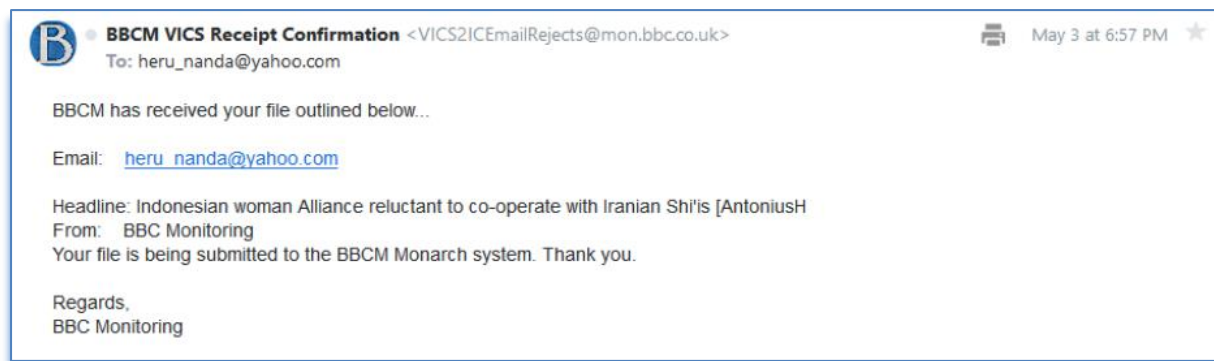 B
BBCM VICS Receipt Confirmation <VICS2ICEmailRejects@mon.bbc.co.uk>
May 3 at 6:57 PM
To: heru_nanda@yahoo.com
BBCM has received your file outlined below...
Email: heru_nanda@yahoo.com
Headline: Indonesian woman Alliance reluctant to co-operate with Iranian Shi'is [AntoniusH
From: BBC Monitoring
Your file is being submitted to the BBCM Monarch system. Thank you.
Regards,
BBC Monitoring